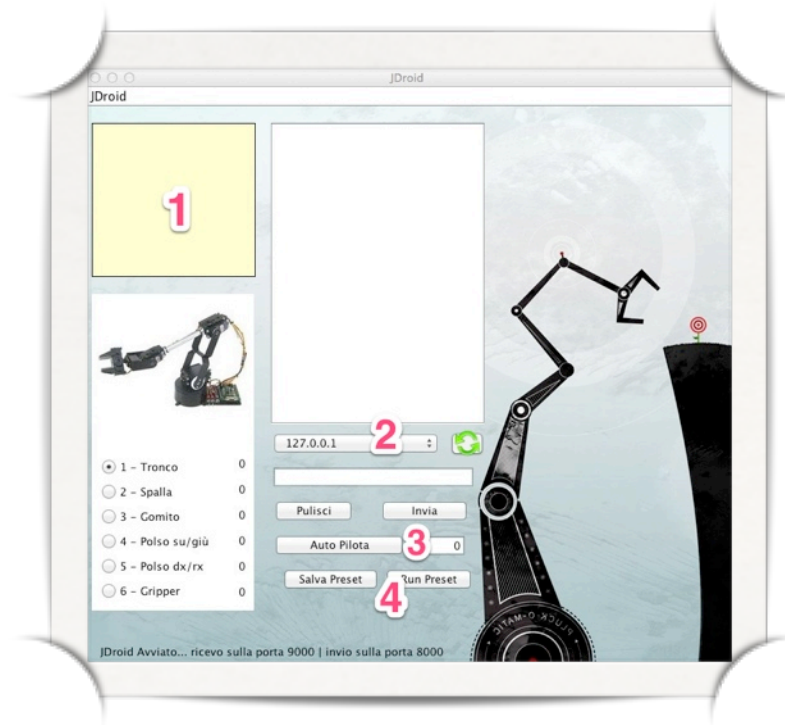 JDroid
JDroid
1
127.0.0.1
2
1 - Tronco 0
2 - Spalla 0
3 - Gomito 0
4 - Polso su/giù 0
5 - Polso dx/rx 0
6 - Gripper 0
Pulisci
Invia
Auto Pilota
3
0
Salva Preset
4
Run Preset
PLUCK-O-MATIC
JDroid Avviato... ricevo sulla porta 9000 | invio sulla porta 8000